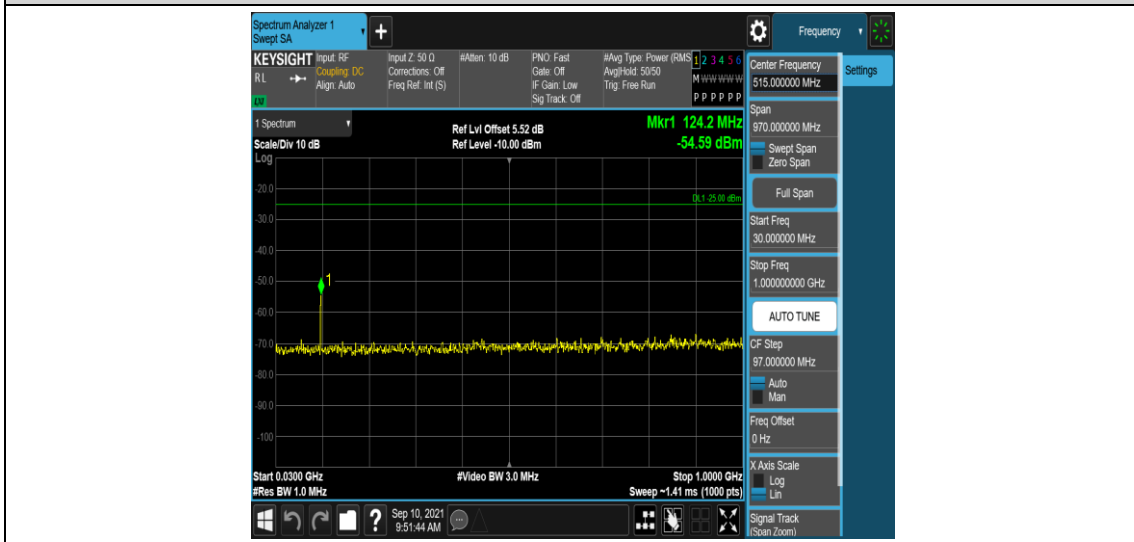 Spectrum Analyzer 1
Swept SA
+
Frequency
KEYSIGHT
RL
Input: RF
Coupling: DC
Align: Auto
Input Z: 50 Ω
Corrections: Off
Freq Ref: Int (S)
#Atten: 10 dB
PNO: Fast
Gate: Off
IF Gain: Low
Sig Track: Off
#Avg Type: Power (RMS
Avg|Hold: 50/50
Trig: Free Run
1 2 3 4 5 6
M W W W W W
P P P P P P
1 Spectrum
Scale/Div 10 dB
Log
Ref Lvl Offset 5.52 dB
Ref Level -10.00 dBm
Mkr1 124.2 MHz
-54.59 dBm
DL1 -25.00 dBm
1
-20.0
-30.0
-40.0
-50.0
-60.0
-70.0
-80.0
-90.0
-100
Start 0.0300 GHz
#Res BW 1.0 MHz
#Video BW 3.0 MHz
Stop 1.0000 GHz
Sweep ~1.41 ms (1000 pts)
?
Sep 10, 2021
9:51:44 AM
Center Frequency
515.000000 MHz
Settings
Span
970.000000 MHz
Swept Span
Zero Span
Full Span
Start Freq
30.000000 MHz
Stop Freq
1.000000000 GHz
AUTO TUNE
CF Step
97.000000 MHz
Auto
Man
Freq Offset
0 Hz
X Axis Scale
Log
Lin
Signal Track
(Span Zoom)